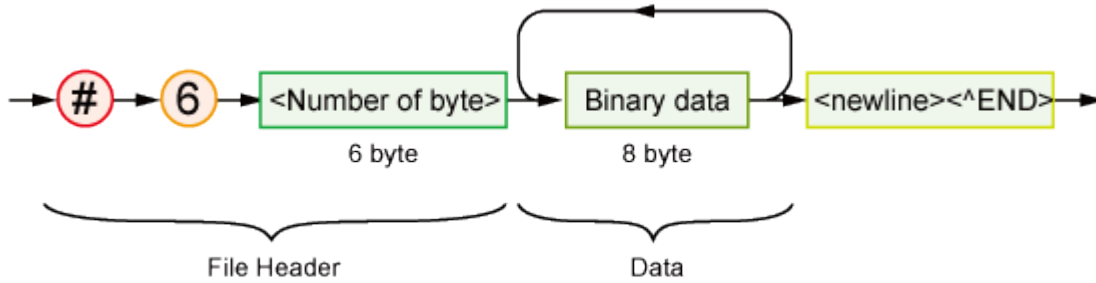 # 6 <Number of byte> Binary data <newline><^END>
6 byte 8 byte
File Header Data